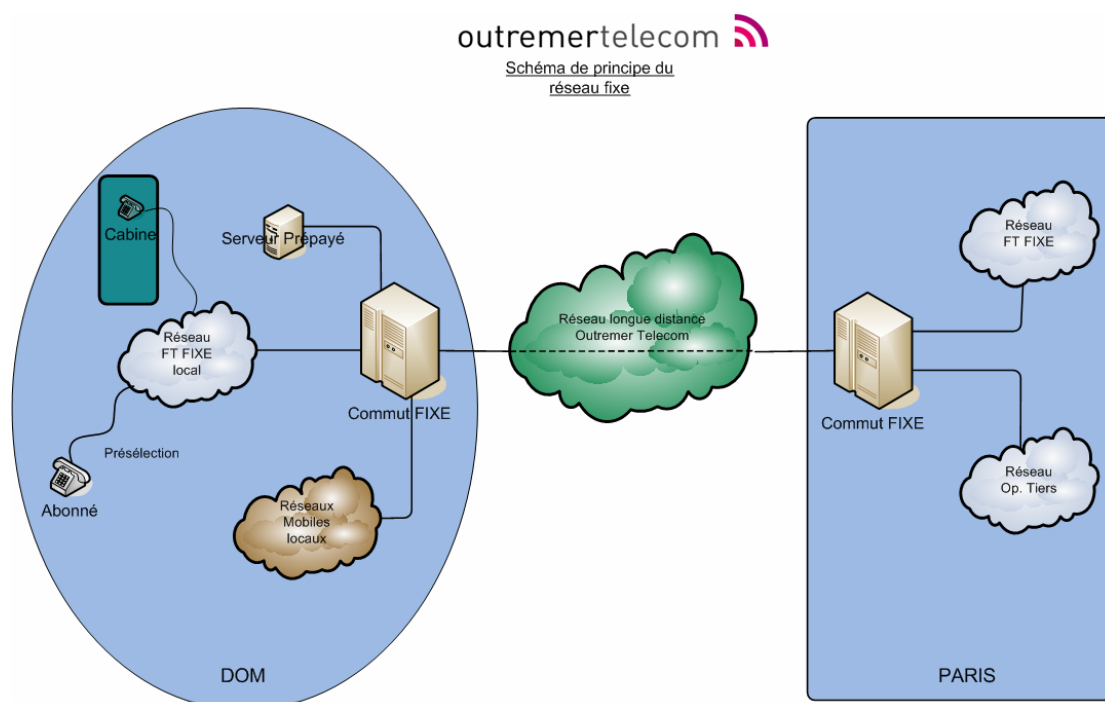 outremertelecom
Schéma de principe du
réseau fixe
Cabine
Serveur Prépayé
Réseau
FT FIXE
local
Commut FIXE
Présélection
Abonné
Réseaux
Mobiles
locaux
DOM
Réseau longue distance
Outremer Telecom
Réseau
FT FIXE
Commut FIXE
Réseau
Op. Tiers
PARIS